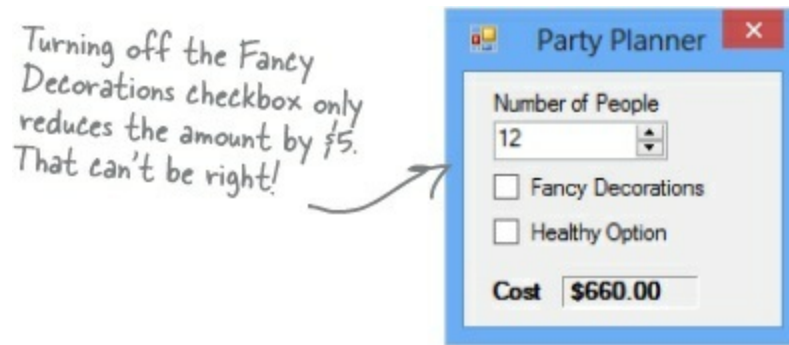 Turning off the Fancy
Decorations checkbox only
reduces the amount by $5.
That can't be right!
Party Planner
Number of People
12
Fancy Decorations
Healthy Option
Cost $660.00